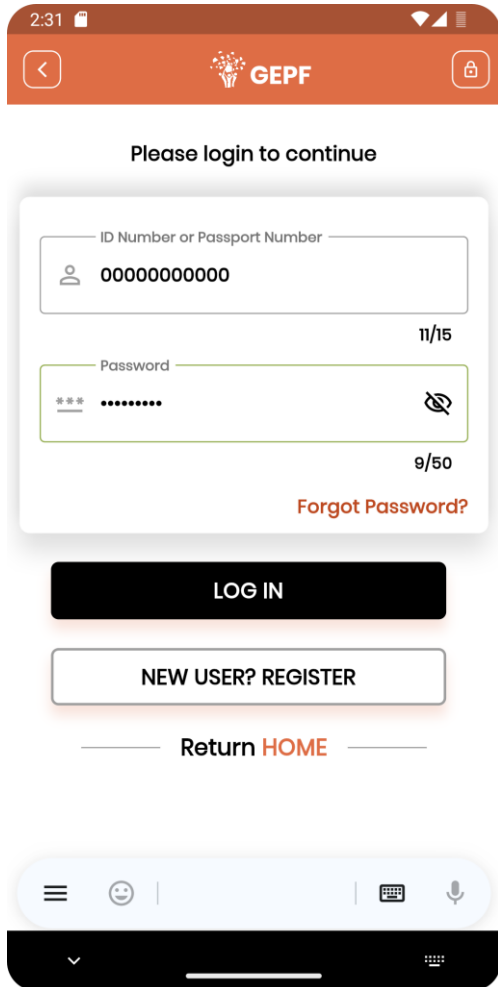 2:31
GEPF
Please login to continue
ID Number or Passport Number
00000000000
11/15
Password
*** •••••••••
9/50
Forgot Password?
LOG IN
NEW USER? REGISTER
Return HOME